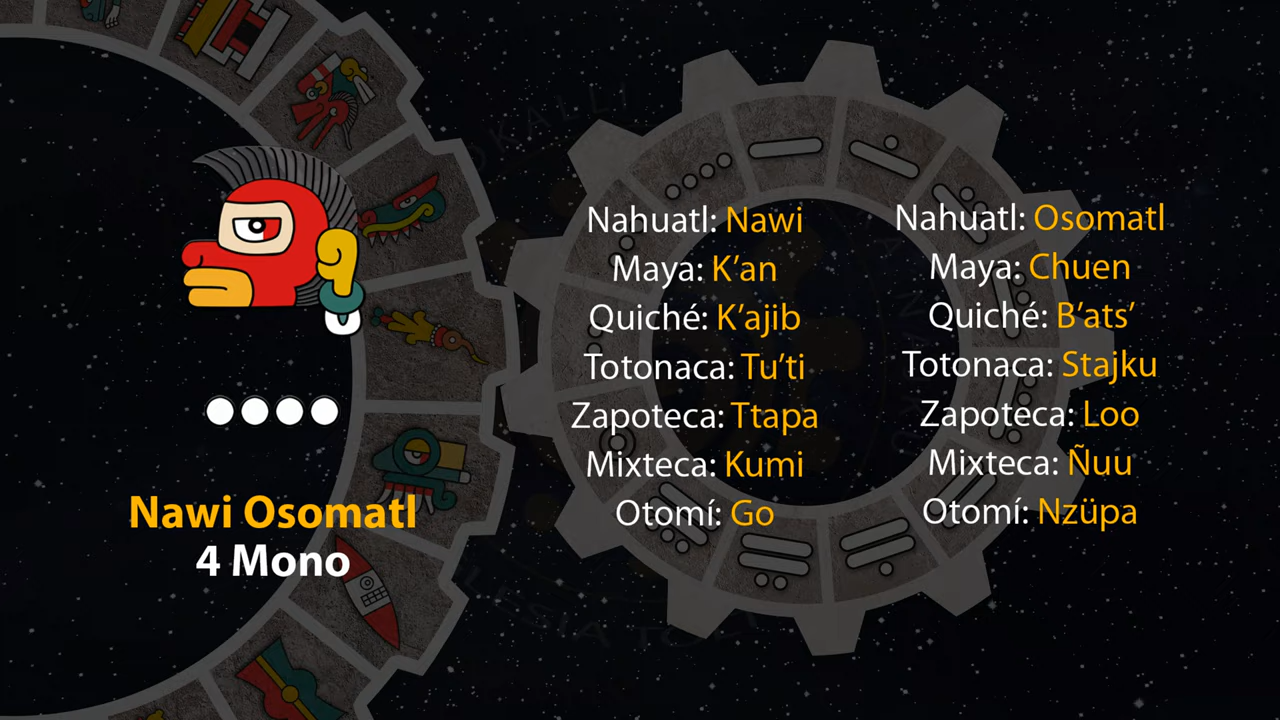 Nahuatl: Nawi
Maya: K’an
Quiché: K’ajib
Totonaca: Tu’ti
Zapoteca: Ttapa
Mixteca: Kumi
Otomí: Go
Nahuatl: Osomatl
Maya: Chuen
Quiché: B’ats’
Totonaca: Stajku
Zapoteca: Loo
Mixteca: Ñuu
Otomí: Nzüpa
Nawi Osomatl
4 Mono